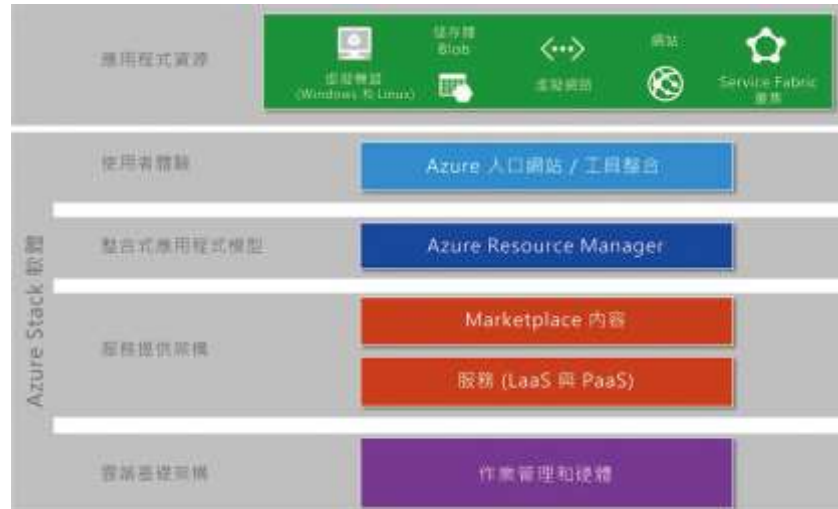 應用程式資源
虛擬機器
(Windows 和 Linux)
儲存體
Blob
虛擬網路
網站
Service Fabric
叢集
Azure Stack 軟體
使用者體驗
Azure 入口網站 / 工具整合
整合式應用程式模型
Azure Resource Manager
服務提供架構
Marketplace 內容
服務 (LaaS 與 PaaS)
雲端基礎架構
作業管理和硬體